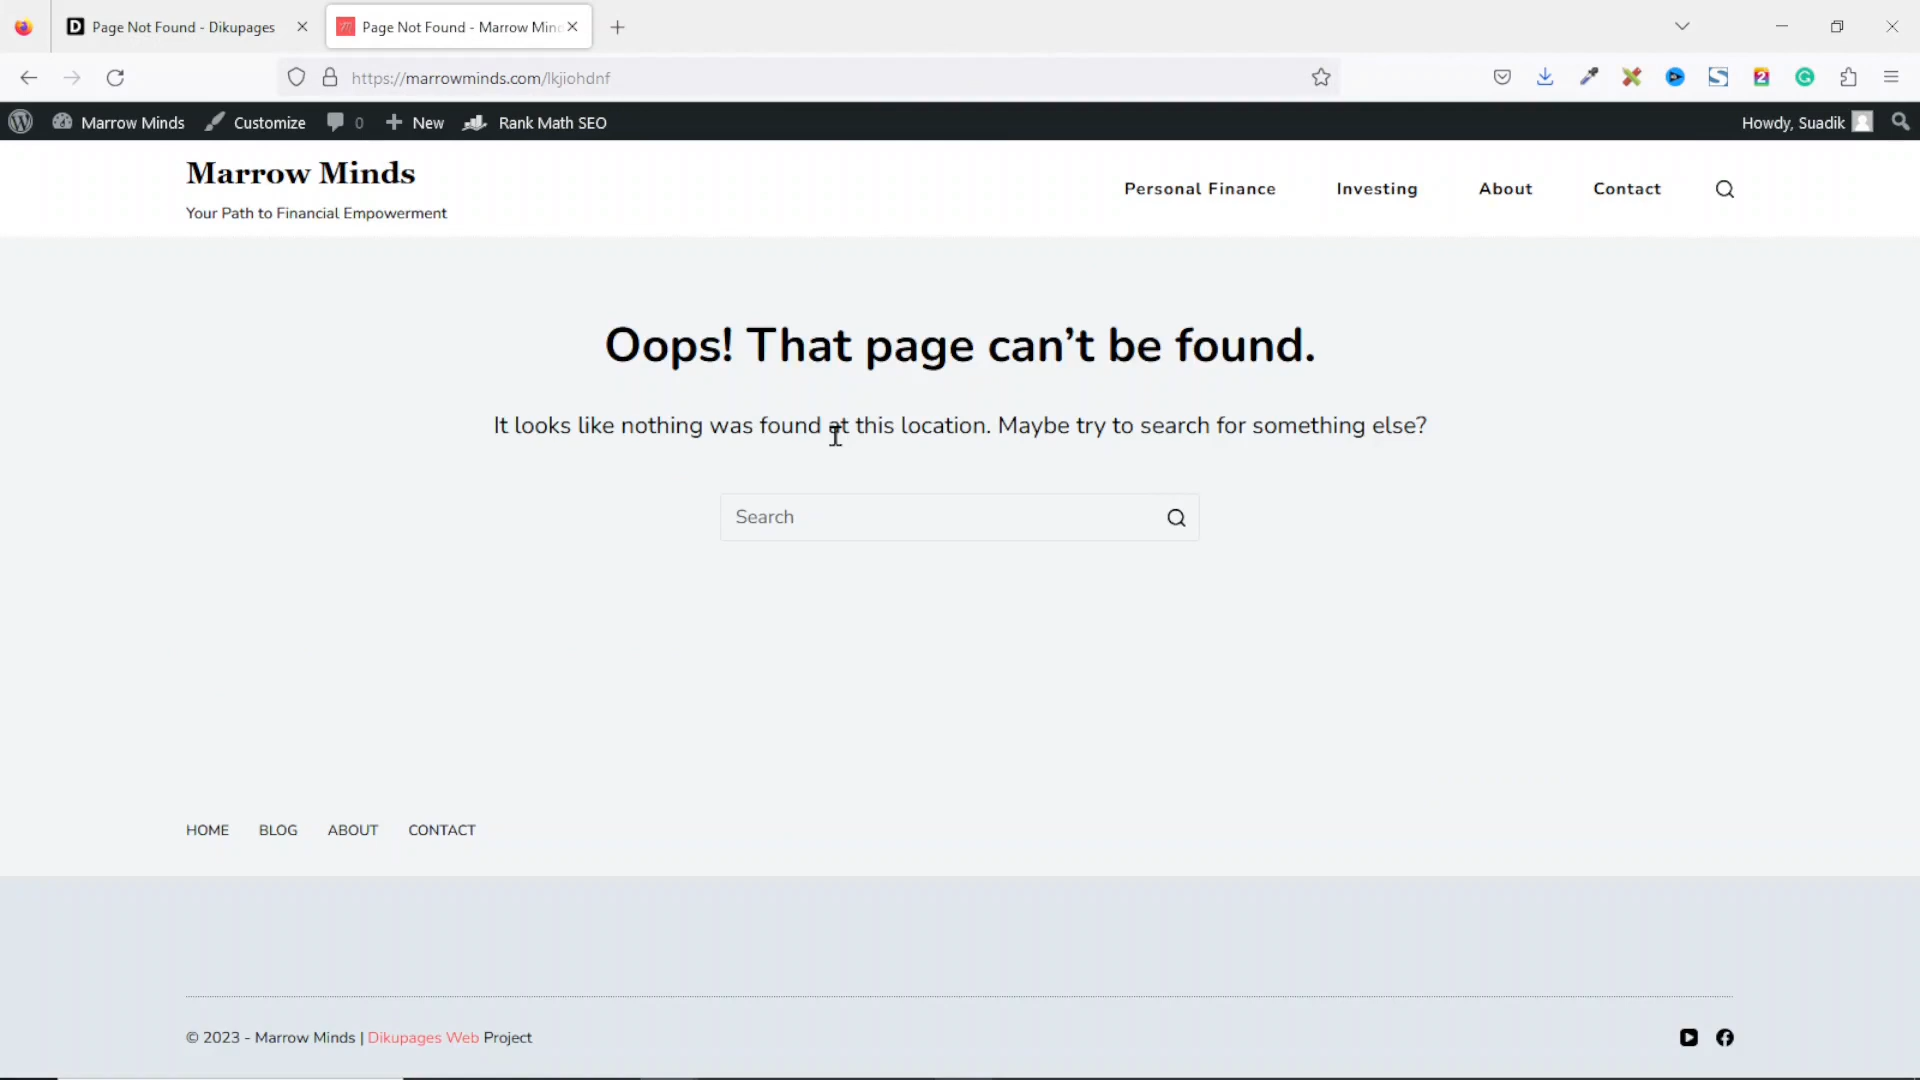 Page Not Found - Dikupages
Page Not Found - Marrow Min
https://marrowminds.com/lkjiohdnf
Marrow Minds
Customize
0
New
Rank Math SEO
Howdy, Suadik
Marrow Minds
Your Path to Financial Empowerment
Personal Finance
Investing
About
Contact
Oops! That page can’t be found.
It looks like nothing was found at this location. Maybe try to search for something else?
Search
HOME
BLOG
ABOUT
CONTACT
© 2023 - Marrow Minds | Dikupages Web Project